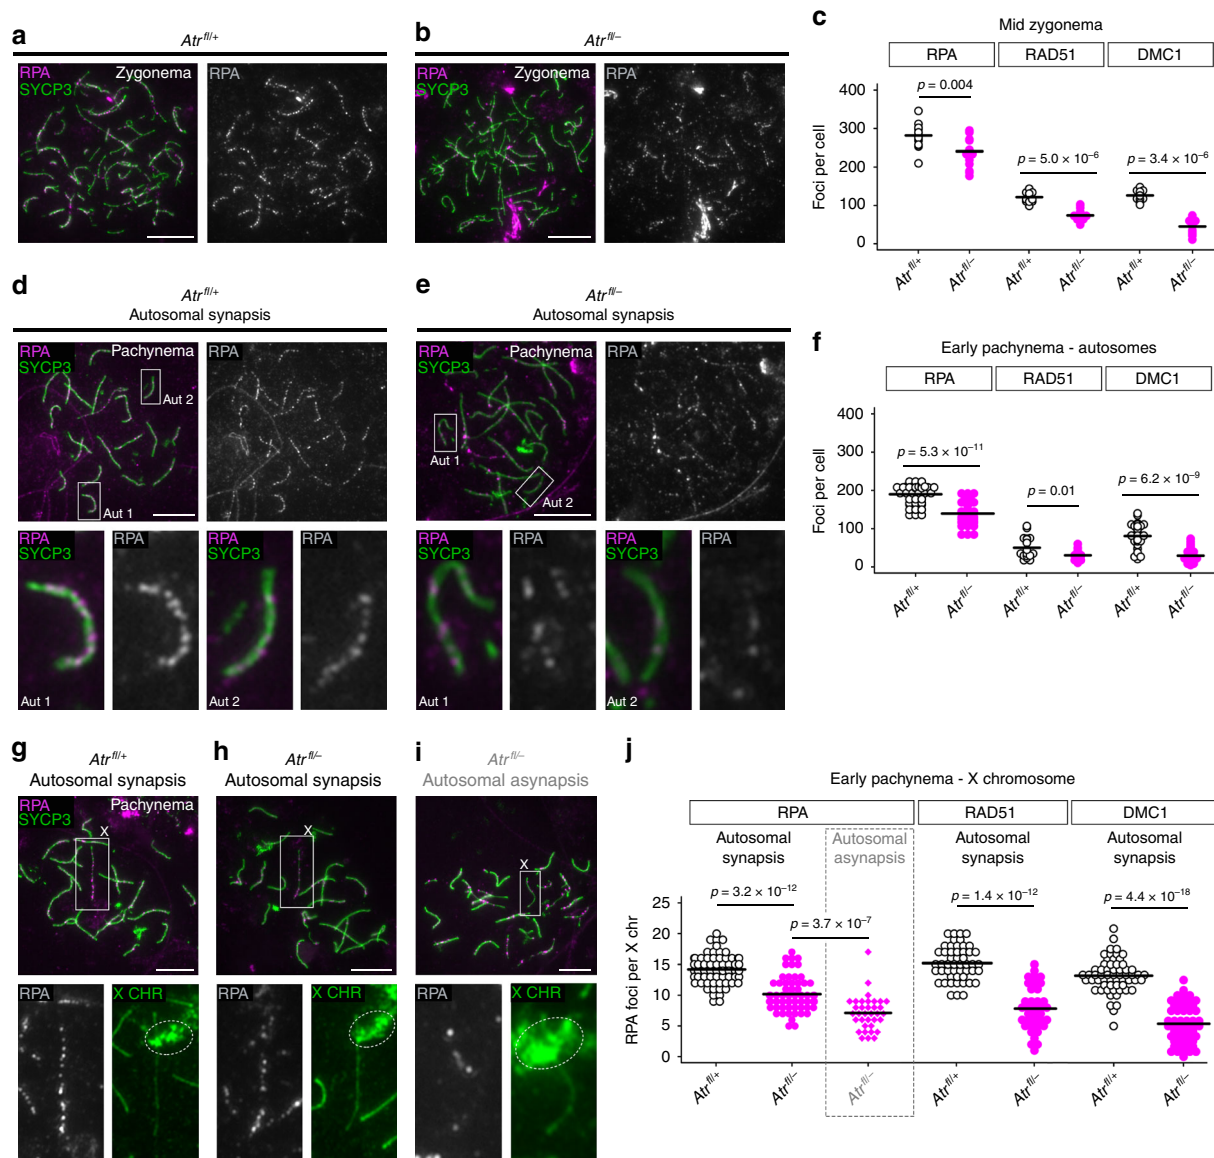 a
Atr^fl/+
RPA
SYCP3
Zygonema
RPA
b
Atr^fl/–
RPA
SYCP3
Zygonema
RPA
c
Mid zygonema
RPA RAD51 DMC1
Foci per cell
400
300
200
100
0
p = 0.004
p = 5.0 × 10^–6
p = 3.4 × 10^–6
Atr^fl/+ Atr^fl/– Atr^fl/+ Atr^fl/– Atr^fl/+ Atr^fl/–
d
Atr^fl/+
Autosomal synapsis
RPA
SYCP3
Pachynema
Aut 2
Aut 1
RPA
RPA
SYCP3
Aut 1
RPA
RPA
SYCP3
Aut 2
RPA
e
Atr^fl/–
Autosomal synapsis
RPA
SYCP3
Pachynema
Aut 1
Aut 2
RPA
RPA
SYCP3
Aut 1
RPA
RPA
SYCP3
Aut 2
RPA
f
Early pachynema - autosomes
RPA RAD51 DMC1
Foci per cell
400
300
200
100
0
p = 5.3 × 10^–11
p = 0.01
p = 6.2 × 10^–9
Atr^fl/+ Atr^fl/– Atr^fl/+ Atr^fl/– Atr^fl/+ Atr^fl/–
g
Atr^fl/+
Autosomal synapsis
RPA
SYCP3
Pachynema
X
RPA
X CHR
h
Atr^fl/–
Autosomal synapsis
X
RPA
X CHR
i
Atr^fl/–
Autosomal asynapsis
X
RPA
X CHR
j
Early pachynema - X chromosome
RPA RAD51 DMC1
Autosomal
synapsis
Autosomal
asynapsis
Autosomal
synapsis
Autosomal
synapsis
RPA foci per X chr
25
20
15
10
5
0
p = 3.2 × 10^–12
p = 3.7 × 10^–7
p = 1.4 × 10^–12
p = 4.4 × 10^–18
Atr^fl/+ Atr^fl/– Atr^fl/– Atr^fl/+ Atr^fl/– Atr^fl/+ Atr^fl/–